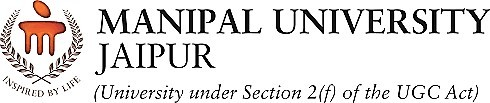 MANIPAL UNIVERSITY
JAIPUR
(University under Section 2(f) of the UGC Act)
INSPIRED BY LIFE